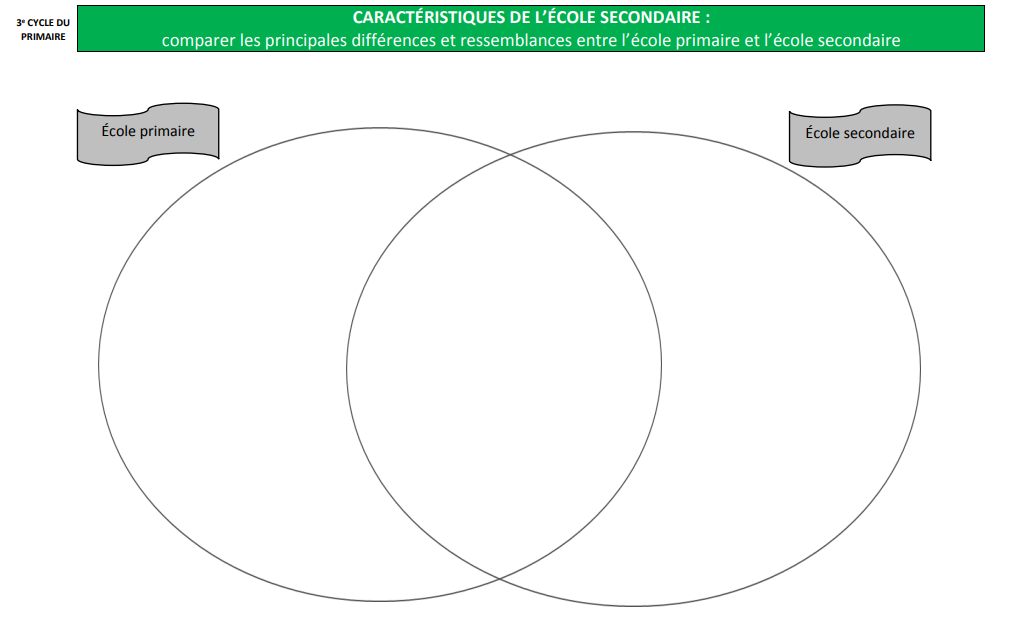 3e CYCLE DU
PRIMAIRE
CARACTÉRISTIQUES DE L'ÉCOLE SECONDAIRE :
comparer les principales différences et ressemblances entre l'école primaire et l'école secondaire
École primaire
École secondaire